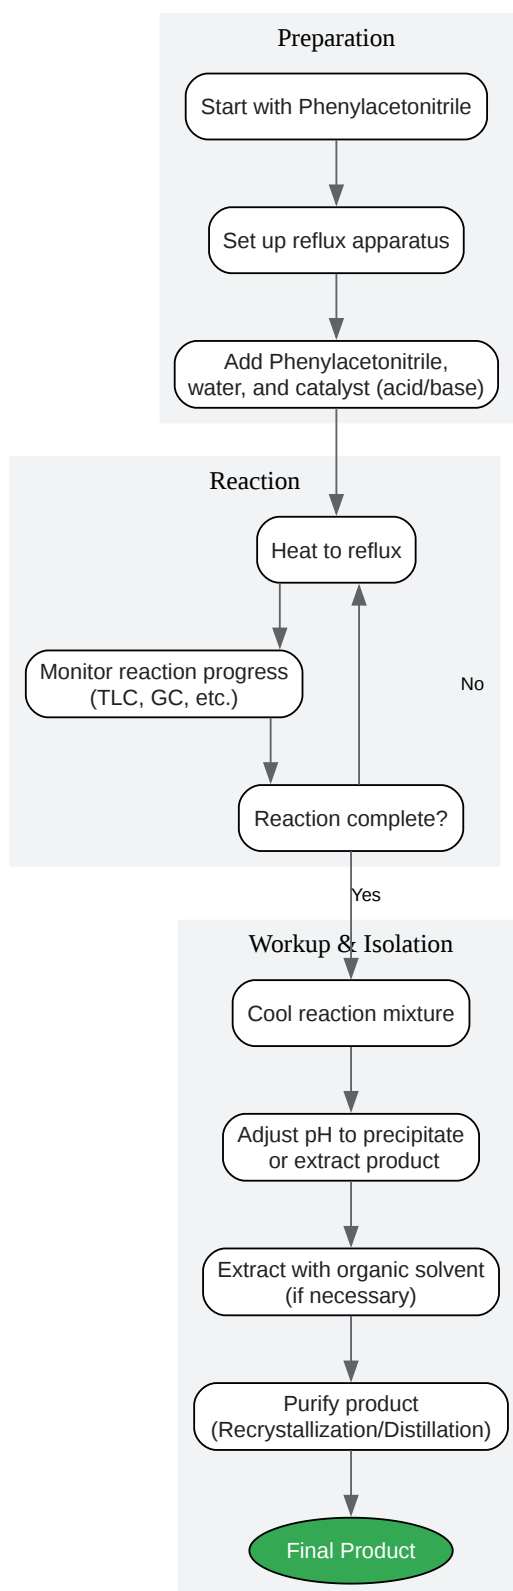 Preparation
Start with Phenylacetonitrile
Set up reflux apparatus
Add Phenylacetonitrile,
water, and catalyst (acid/base)
Reaction
Heat to reflux
Monitor reaction progress
(TLC, GC, etc.)
No
Reaction complete?
Yes
Workup & Isolation
Cool reaction mixture
Adjust pH to precipitate
or extract product
Extract with organic solvent
(if necessary)
Purify product
(Recrystallization/Distillation)
Final Product